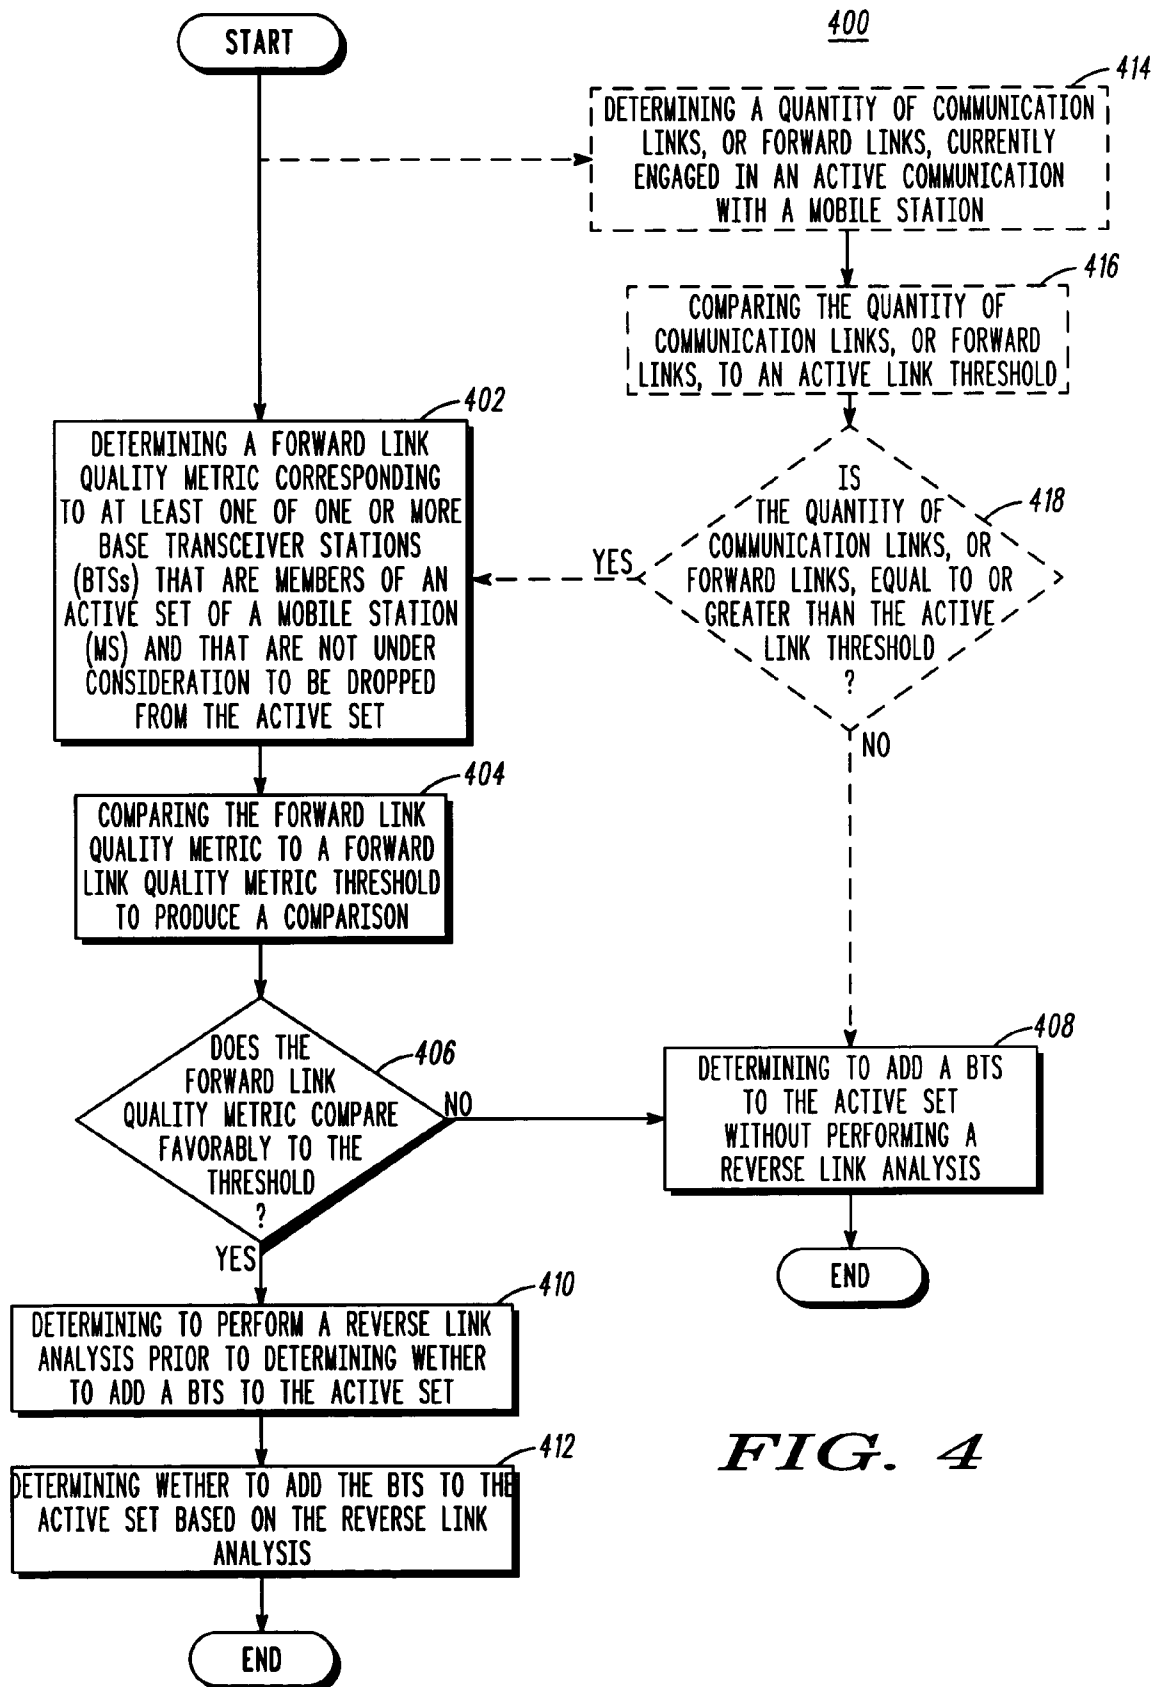 START
400
414
DETERMINING A QUANTITY OF COMMUNICATION
LINKS, OR FORWARD LINKS, CURRENTLY
ENGAGED IN AN ACTIVE COMMUNICATION
WITH A MOBILE STATION
416
COMPARING THE QUANTITY OF
COMMUNICATION LINKS, OR FORWARD
LINKS, TO AN ACTIVE LINK THRESHOLD
418
IS
THE QUANTITY OF
COMMUNICATION LINKS, OR
FORWARD LINKS, EQUAL TO OR
GREATER THAN THE ACTIVE
LINK THRESHOLD
?
YES
NO
402
DETERMINING A FORWARD LINK
QUALITY METRIC CORRESPONDING
TO AT LEAST ONE OF ONE OR MORE
BASE TRANSCEIVER STATIONS
(BTSs) THAT ARE MEMBERS OF AN
ACTIVE SET OF A MOBILE STATION
(MS) AND THAT ARE NOT UNDER
CONSIDERATION TO BE DROPPED
FROM THE ACTIVE SET
404
COMPARING THE FORWARD LINK
QUALITY METRIC TO A FORWARD
LINK QUALITY METRIC THRESHOLD
TO PRODUCE A COMPARISON
406
DOES THE
FORWARD LINK
QUALITY METRIC COMPARE
FAVORABLY TO THE
THRESHOLD
?
NO
YES
408
DETERMINING TO ADD A BTS
TO THE ACTIVE SET
WITHOUT PERFORMING A
REVERSE LINK ANALYSIS
END
410
DETERMINING TO PERFORM A REVERSE LINK
ANALYSIS PRIOR TO DETERMINING WETHER
TO ADD A BTS TO THE ACTIVE SET
412
DETERMINING WETHER TO ADD THE BTS TO THE
ACTIVE SET BASED ON THE REVERSE LINK
ANALYSIS
END
FIG. 4